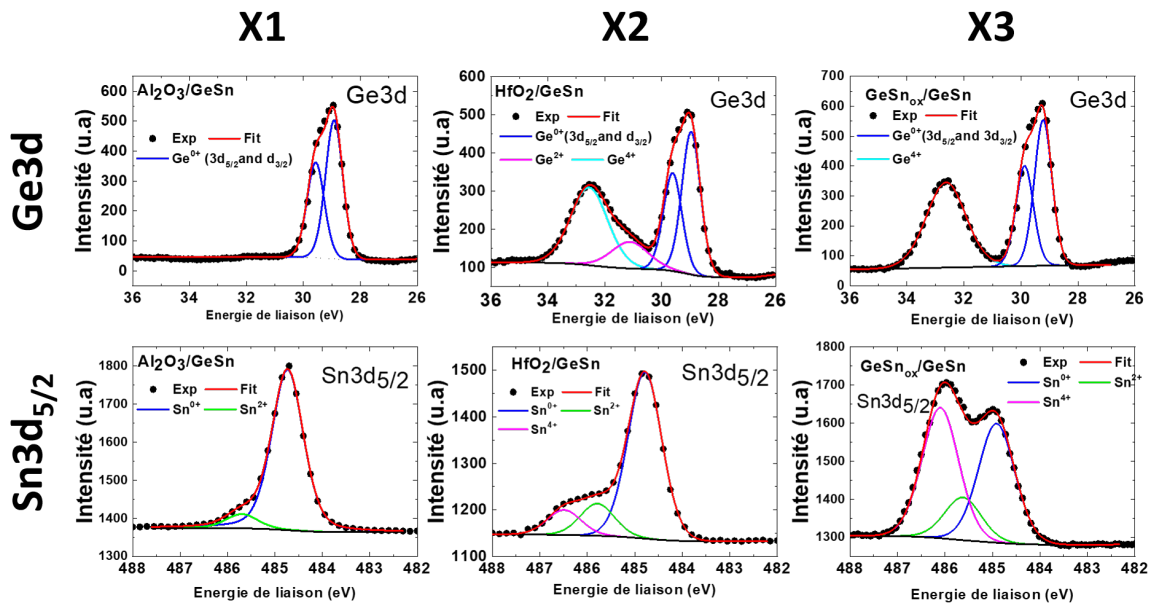 X1 X2 X3
Ge3d
Al₂O₃/GeSn
Ge3d
Exp Fit
Ge⁰⁺ (3d₅/₂and d₃/₂)
Intensité (u.a)
600
500
400
300
200
100
0
36 34 32 30 28 26
Energie de liaison (eV)
HfO₂/GeSn
Ge3d
Exp Fit
Ge⁰⁺(3d₅/₂and d₃/₂)
Ge²⁺ Ge⁴⁺
Intensité (u.a)
600
500
400
300
200
100
36 34 32 30 28 26
Energie de liaison (eV)
GeSnₒₓ/GeSn
Ge3d
Exp Fit
Ge⁰⁺(3d₅/₂and 3d₃/₂)
Ge⁴⁺
Intensité (u.a)
700
600
500
400
300
200
100
0
36 34 32 30 28 26
Energie de liaison (eV)
Sn3d₅/₂
Al₂O₃/GeSn
Sn3d₅/₂
Exp Fit
Sn⁰⁺ Sn²⁺
Intensité (u.a)
1800
1700
1600
1500
1400
1300
488 487 486 485 484 483 482
Energie de liaison (eV)
HfO₂/GeSn
Sn3d₅/₂
Exp Fit
Sn⁰⁺ Sn²⁺
Sn⁴⁺
Intensité (u.a)
1500
1400
1300
1200
1100
488 487 486 485 484 483 482
Energie de liaison (eV)
GeSnₒₓ/GeSn
Sn3d₅/₂
Exp Fit
Sn⁰⁺ Sn²⁺
Sn⁴⁺
Intensité (u.a)
1800
1700
1600
1500
1400
1300
488 487 486 485 484 483 482
Energie de liaison (eV)